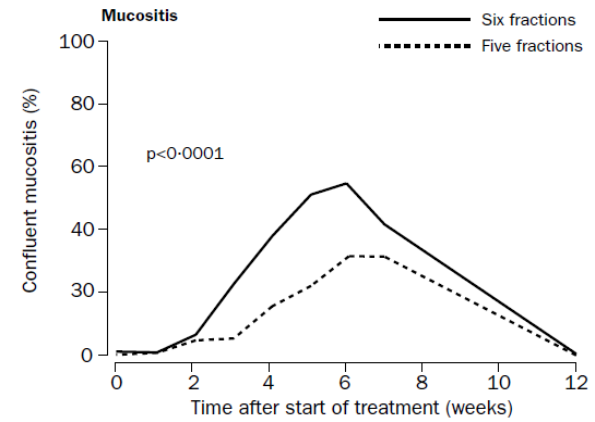 Mucositis
Six fractions
Five fractions
100
80
60
40
30
0
p<0·0001
Confluent mucositis (%)
0 2 4 6 8 10 12
Time after start of treatment (weeks)